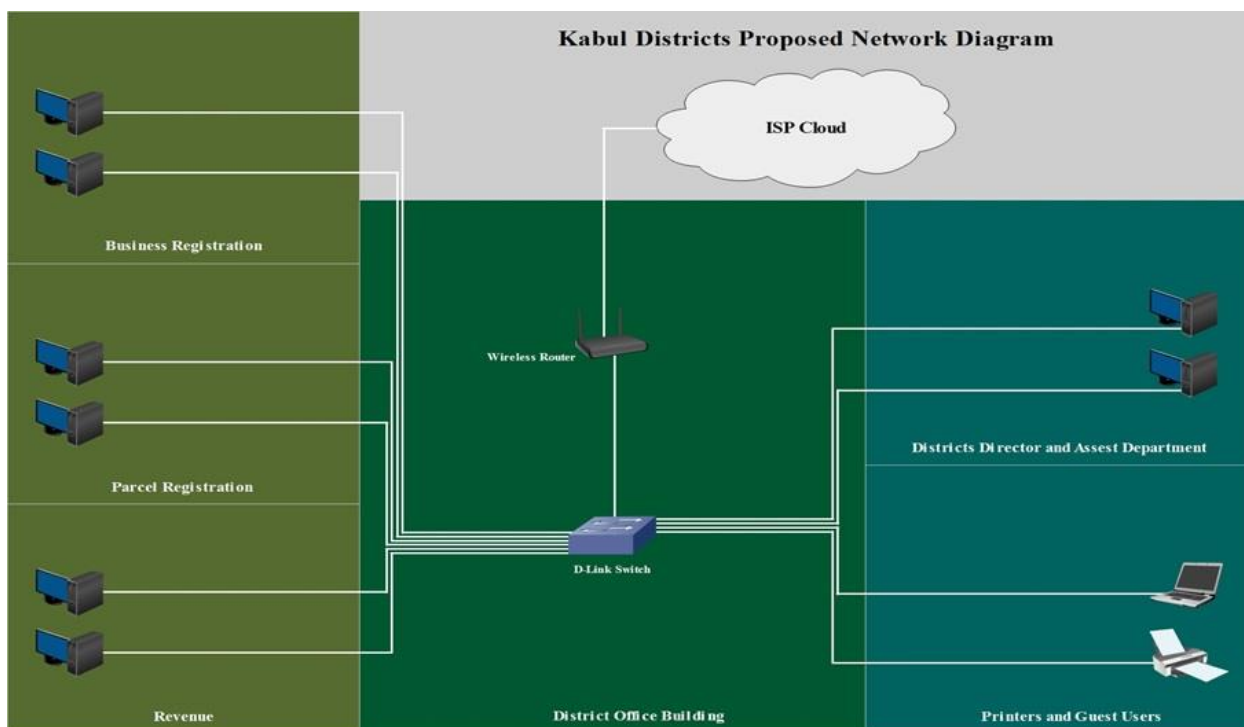 Kabul Districts Proposed Network Diagram
ISP Cloud
Business Registration
Wireless Router
Districts Director and Assest Department
Parcel Registration
D-Link Switch
Revenue
District Office Building
Printers and Guest Users